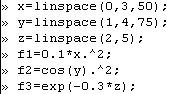 » x=linspace(0,3,50);
» y=linspace(1,4,75);
» z=linspace(2,5);
» f1=0.1*x.^2;
» f2=cos(y).^2;
» f3=exp(-0.3*z);